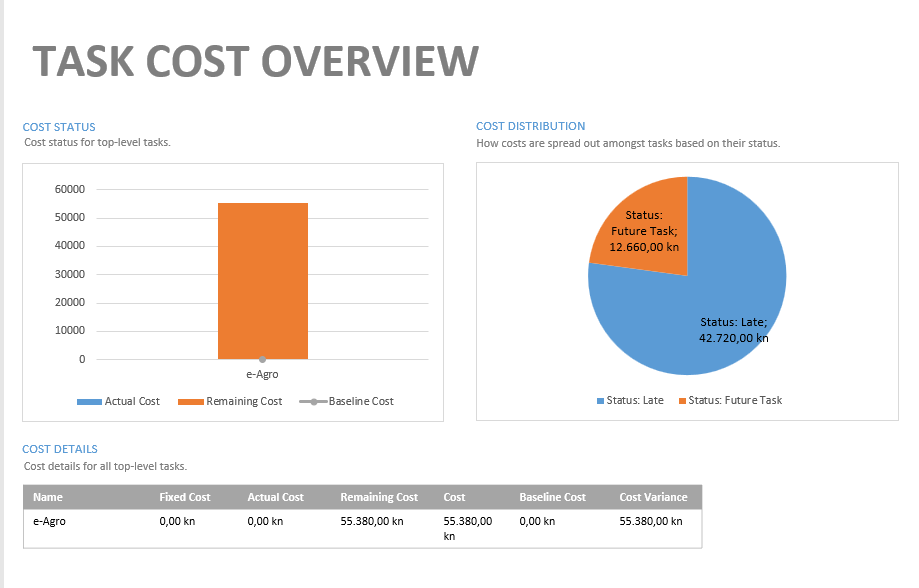 TASK COST OVERVIEW
COST STATUS
Cost status for top-level tasks.
COST DISTRIBUTION
How costs are spread out amongst tasks based on their status.
60000
50000
40000
30000
20000
10000
0
e-Agro
Actual Cost Remaining Cost Baseline Cost
Status:
Future Task;
12.660,00 kn
Status: Late;
42.720,00 kn
Status: Late Status: Future Task
COST DETAILS
Cost details for all top-level tasks.
Name Fixed Cost Actual Cost Remaining Cost Cost Baseline Cost Cost Variance
e-Agro 0,00 kn 0,00 kn 55.380,00 kn 55.380,00 0,00 kn 55.380,00 kn
kn